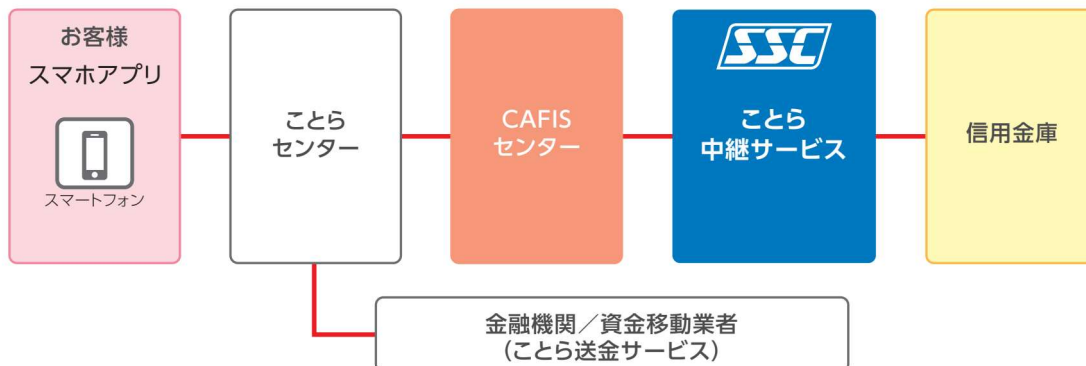 お客様
スマホアプリ
スマートフォン
ことら
センター
CAFIS
センター
SSC
ことら
中継サービス
信用金庫
金融機関／資金移動業者
(ことら送金サービス)